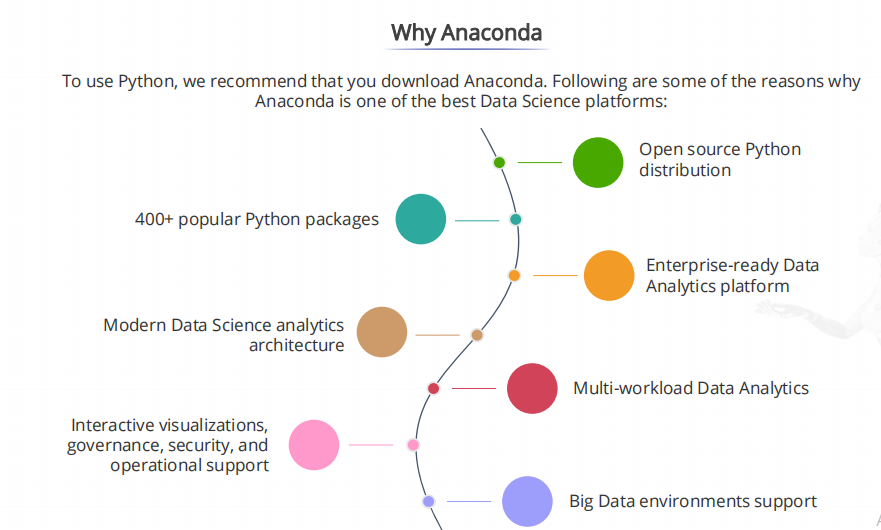 Why Anaconda
To use Python, we recommend that you download Anaconda. Following are some of the reasons why
Anaconda is one of the best Data Science platforms:
Open source Python
distribution
400+ popular Python packages
Enterprise-ready Data
Analytics platform
Modern Data Science analytics
architecture
Multi-workload Data Analytics
Interactive visualizations,
governance, security, and
operational support
Big Data environments support